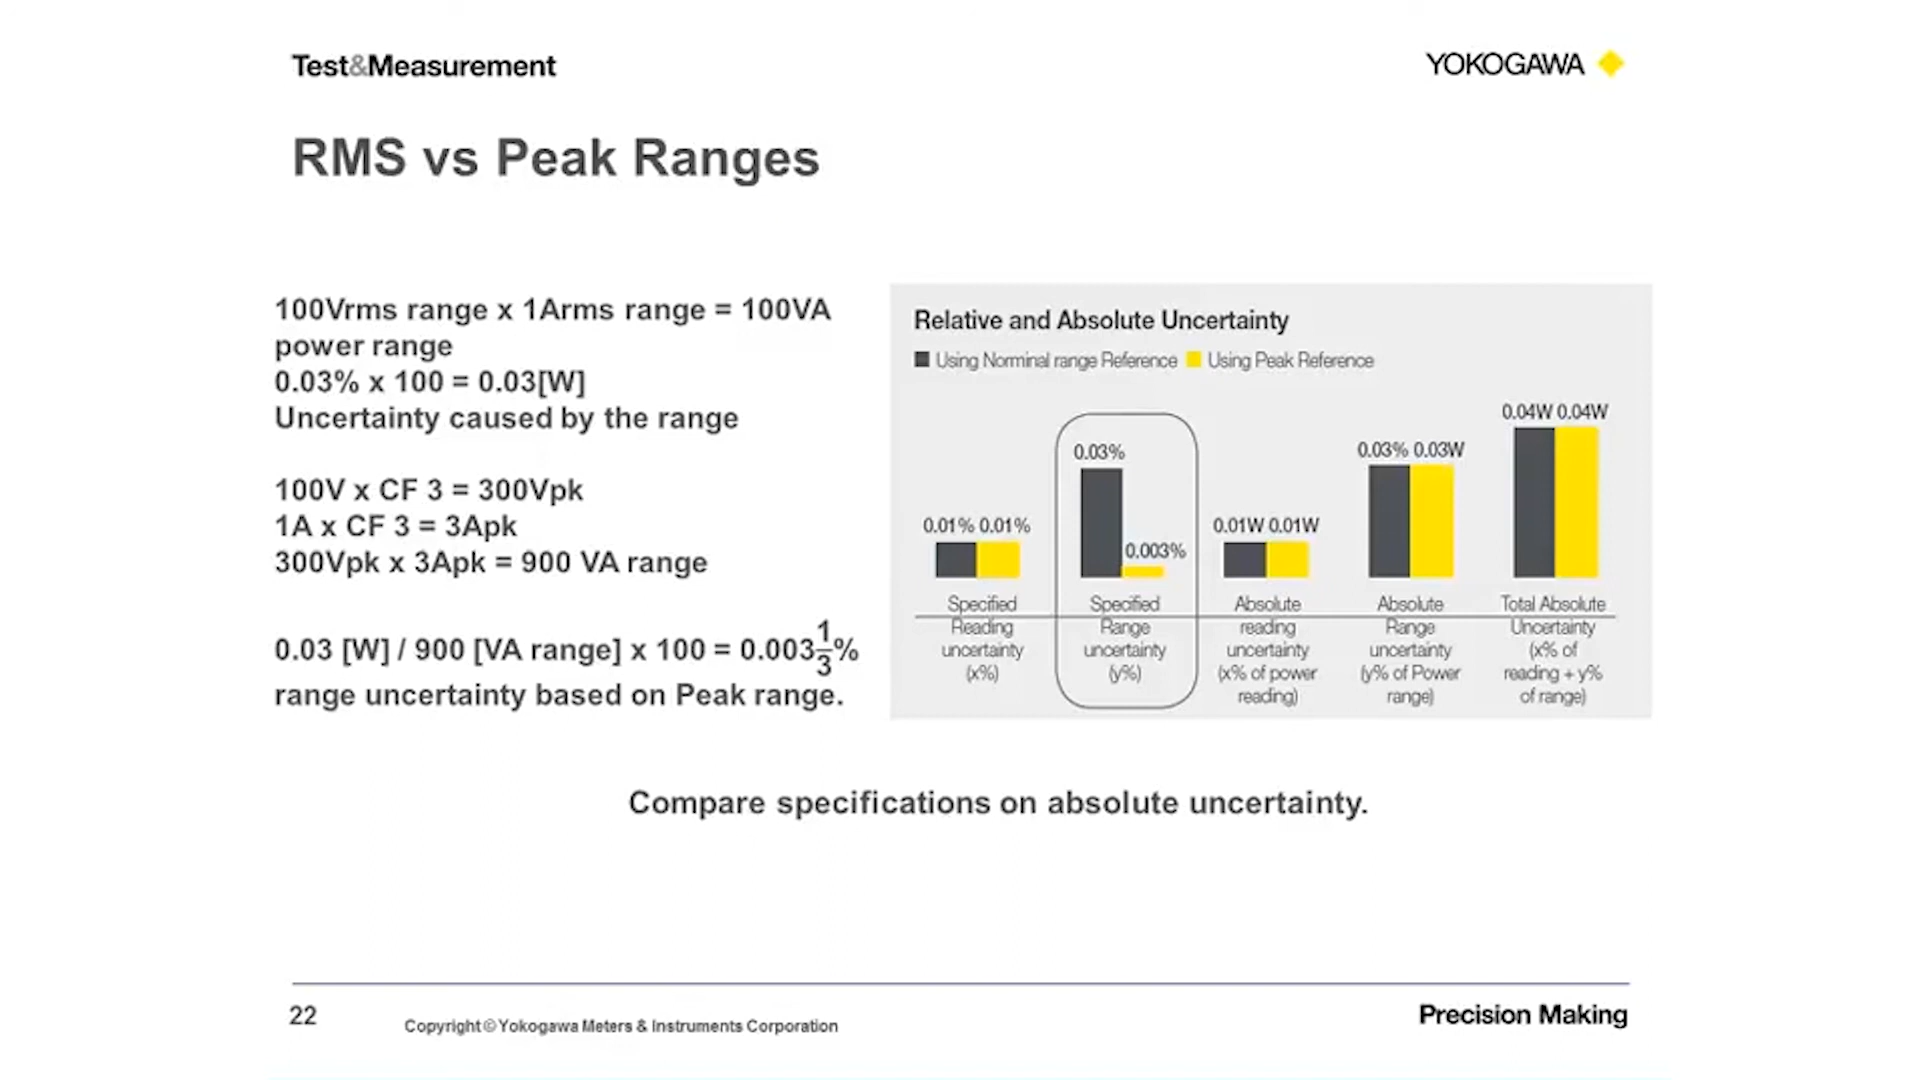 Test&Measurement
YOKOGAWA
RMS vs Peak Ranges
100Vrms range x 1Arms range = 100VA
power range
0.03% x 100 = 0.03[W]
Uncertainty caused by the range
100V x CF 3 = 300Vpk
1A x CF 3 = 3Apk
300Vpk x 3Apk = 900 VA range
0.03 [W] / 900 [VA range] x 100 = 0.003 1/3%
range uncertainty based on Peak range.
Relative and Absolute Uncertainty
Using Norminal range Reference Using Peak Reference
0.01% 0.01%
0.03%
0.003%
0.01W 0.01W
0.03% 0.03W
0.04W 0.04W
Specified
Reading
uncertainty
(x%)
Specified
Range
uncertainty
(y%)
Absolute
reading
uncertainty
(x% of power
reading)
Absolute
Range
uncertainty
(y% of Power
range)
Total Absolute
Uncertainty
(x% of
reading + y%
of range)
Compare specifications on absolute uncertainty.
22
Copyright © Yokogawa Meters & Instruments Corporation
Precision Making